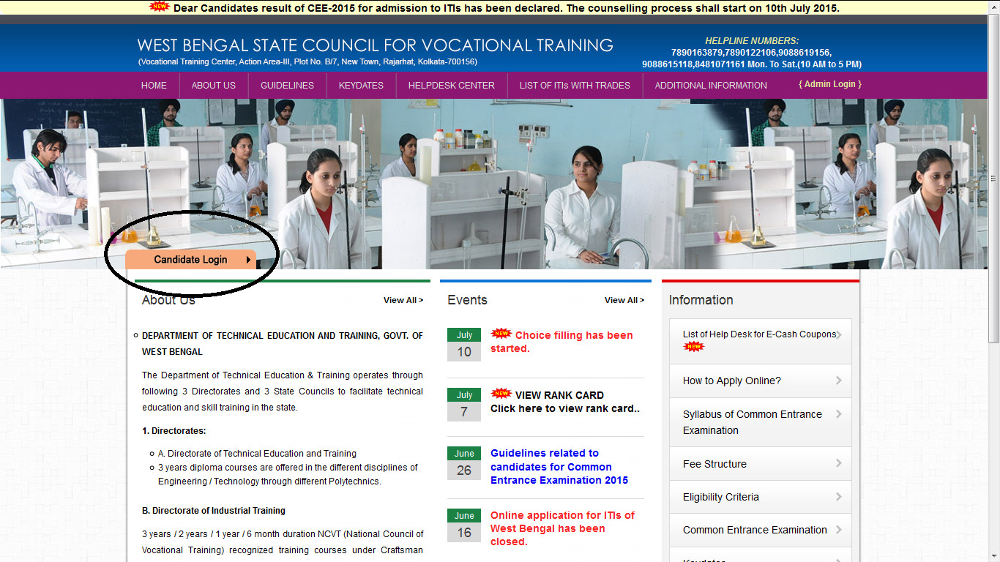 NEW Dear Candidates result of CEE-2015 for admission to ITIs has been declared. The counselling process shall start on 10th July 2015.
WEST BENGAL STATE COUNCIL FOR VOCATIONAL TRAINING
(Vocational Training Center, Action Area-III, Plot No. B/7, New Town, Rajarhat, Kolkata-700156)
HELPLINE NUMBERS:
7890163879,7890122106,9088619156,
9088615118,8481071161 Mon. To Sat.(10 AM to 5 PM)
HOME ABOUT US GUIDELINES KEYDATES HELPDESK CENTER LIST OF ITIs WITH TRADES ADDITIONAL INFORMATION { Admin Login }
Candidate Login
About Us View All >
DEPARTMENT OF TECHNICAL EDUCATION AND TRAINING, GOVT. OF
WEST BENGAL
The Department of Technical Education & Training operates through
following 3 Directorates and 3 State Councils to facilitate technical
education and skill training in the state.
1. Directorates:
A. Directorate of Technical Education and Training
3 years diploma courses are offered in the different disciplines of
Engineering / Technology through different Polytechnics.
B. Directorate of Industrial Training
3 years / 2 years / 1 year / 6 month duration NCVT (National Council of
Vocational Training) recognized training courses under Craftsman
Events View All >
July
10
NEW Choice filling has been
started.
July
7
NEW VIEW RANK CARD
Click here to view rank card..
June
26
Guidelines related to
candidates for Common
Entrance Examination 2015
June
16
Online application for ITIs of
West Bengal has been
closed.
Information
List of Help Desk for E-Cash Coupons
NEW
How to Apply Online?
Syllabus of Common Entrance
Examination
Fee Structure
Eligibility Criteria
Common Entrance Examination
Keydates